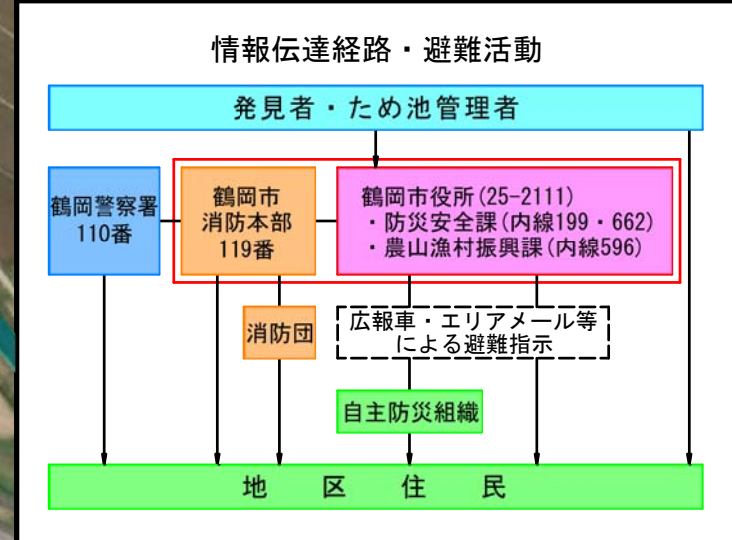 情報伝達経路・避難活動
発見者・ため池管理者
鶴岡警察署
110番
鶴岡市
消防本部
119番
鶴岡市役所(25-2111)
・防災安全課(内線199・662)
・農山漁村振興課(内線596)
消防団
広報車・エリアメール等
による避難指示
自主防災組織
地区住民